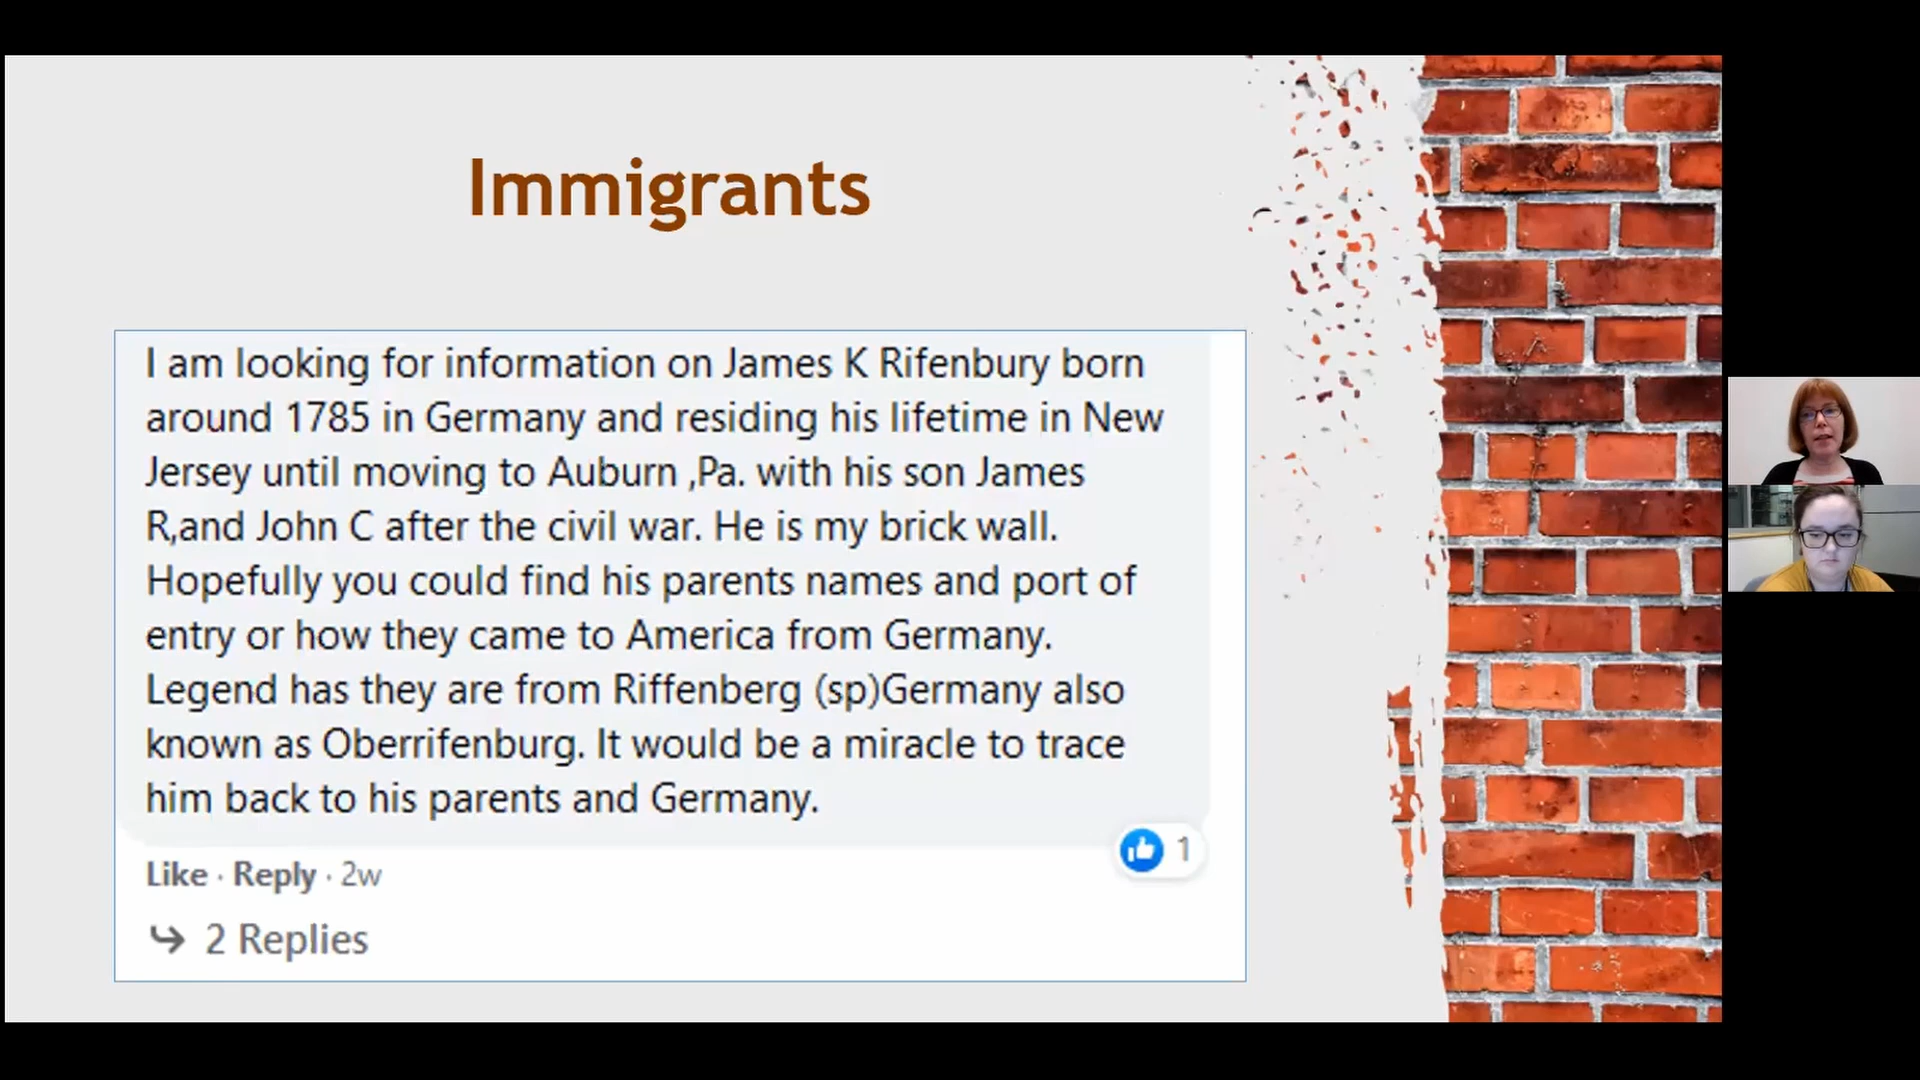 Immigrants
I am looking for information on James K Rifenbury born
around 1785 in Germany and residing his lifetime in New
Jersey until moving to Auburn ,Pa. with his son James
R,and John C after the civil war. He is my brick wall.
Hopefully you could find his parents names and port of
entry or how they came to America from Germany.
Legend has they are from Riffenberg (sp)Germany also
known as Oberrifenburg. It would be a miracle to trace
him back to his parents and Germany.
1
Like · Reply · 2w
2 Replies